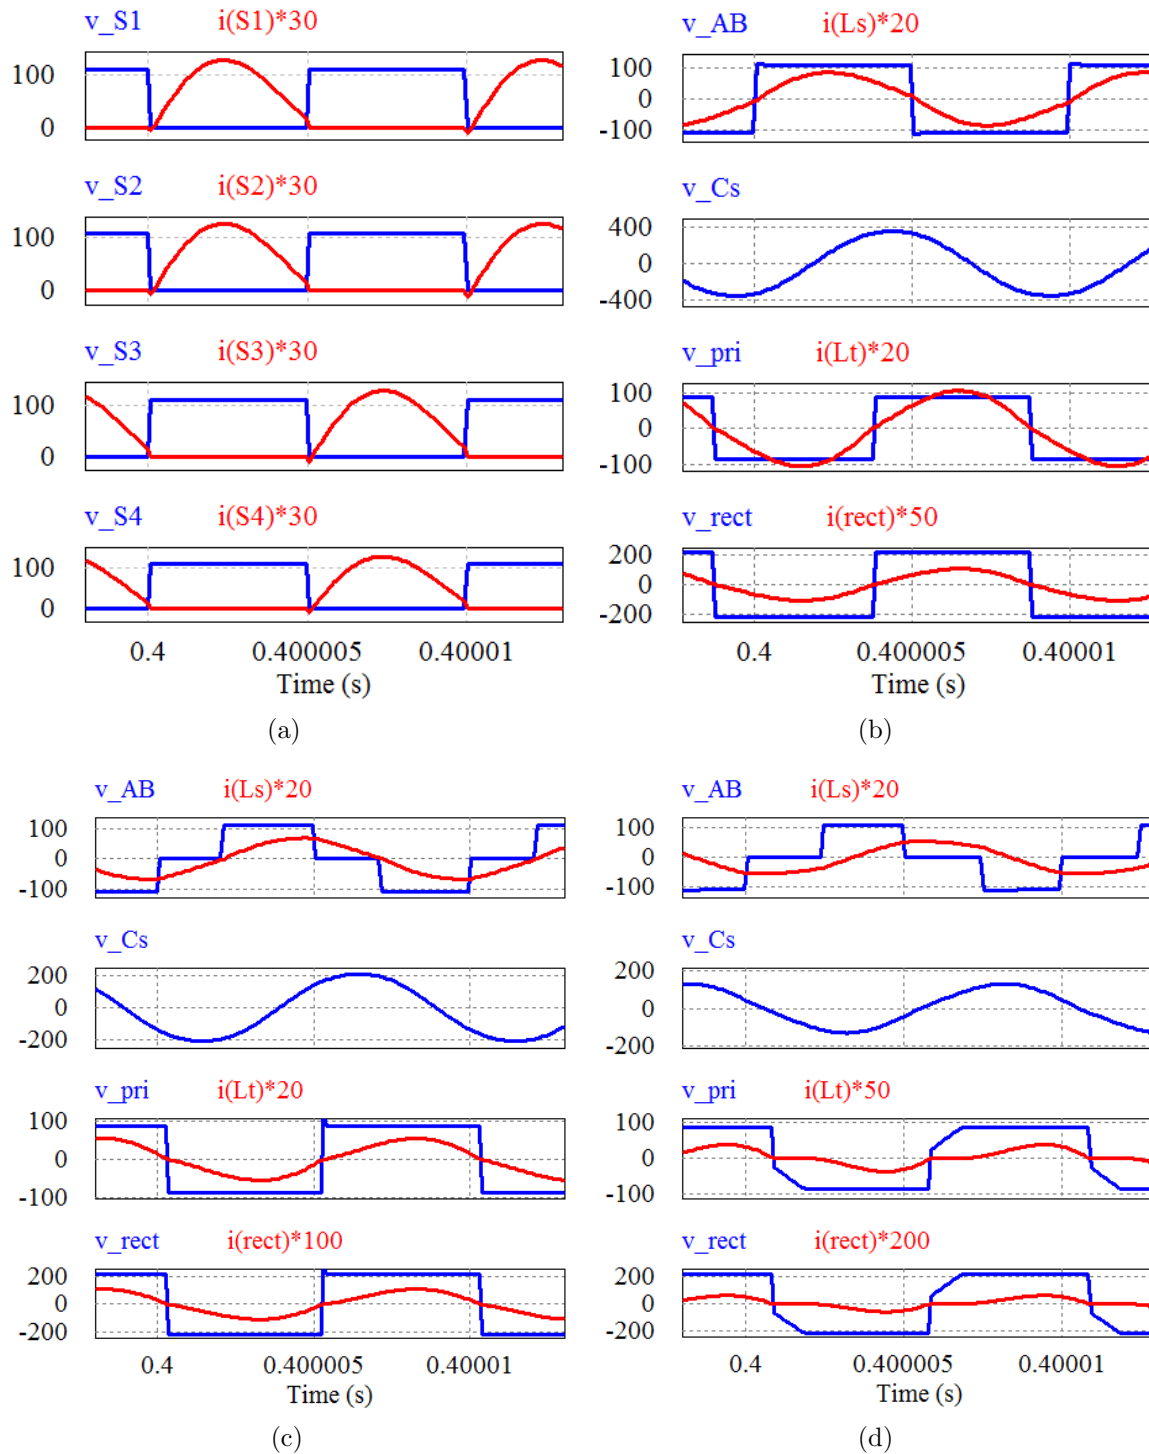 v_S1 i(S1)*30
100
0
v_S2 i(S2)*30
100
0
v_S3 i(S3)*30
100
0
v_S4 i(S4)*30
100
0
0.4 0.400005 0.40001
Time (s)
(a)
v_AB i(Ls)*20
100
0
-100
v_Cs
400
0
-400
v_pri i(Lt)*20
100
0
-100
v_rect i(rect)*50
200
0
-200
0.4 0.400005 0.40001
Time (s)
(b)
v_AB i(Ls)*20
100
0
-100
v_Cs
200
0
-200
v_pri i(Lt)*20
100
0
-100
v_rect i(rect)*100
200
0
-200
0.4 0.400005 0.40001
Time (s)
(c)
v_AB i(Ls)*20
100
0
-100
v_Cs
200
0
-200
v_pri i(Lt)*50
100
0
-100
v_rect i(rect)*200
200
0
-200
0.4 0.400005 0.40001
Time (s)
(d)